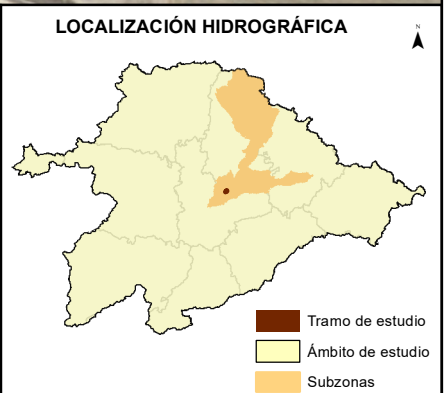 LOCALIZACIÓN HIDROGRÁFICA
N
Tramo de estudio
Ámbito de estudio
Subzonas